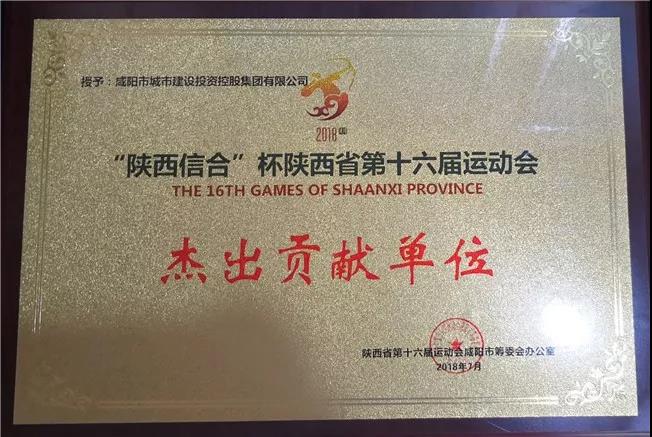 授予：咸阳市城市建设投资控股集团有限公司
2018
“陕西信合”杯陕西省第十六届运动会
THE 16TH GAMES OF SHAANXI PROVINCE
杰出贡献单位
陕西省第十六届运动会咸阳市筹委会办公室
2018年7月